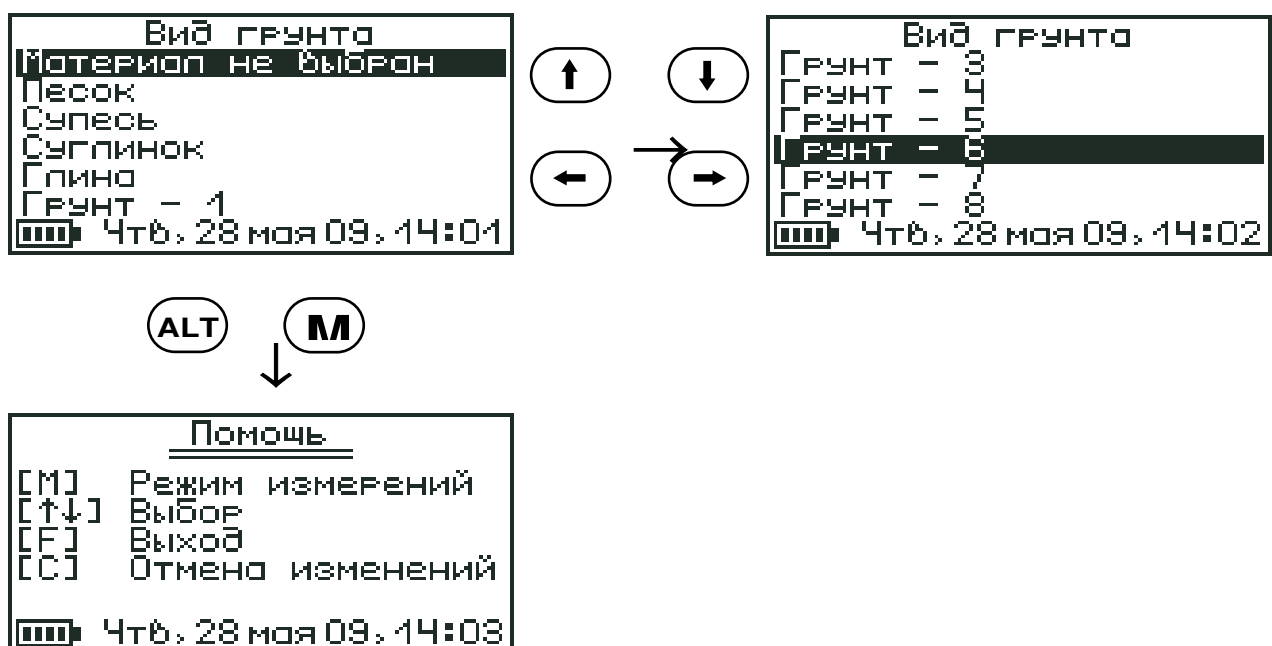 Вид грунта
Материал не выбран
Песок
Супесь
Суглинок
Глина
Грунт - 1
Чтв, 28 мая 09, 14:01
↑
↓
←
→
→
Вид грунта
Грунт - 3
Грунт - 4
Грунт - 5
Грунт - 6
Грунт - 7
Грунт - 8
Чтв, 28 мая 09, 14:02
ALT
M
↓
Помощь
[M] Режим измерений
[↑↓] Выбор
[F] Выход
[C] Отмена изменений
Чтв, 28 мая 09, 14:03